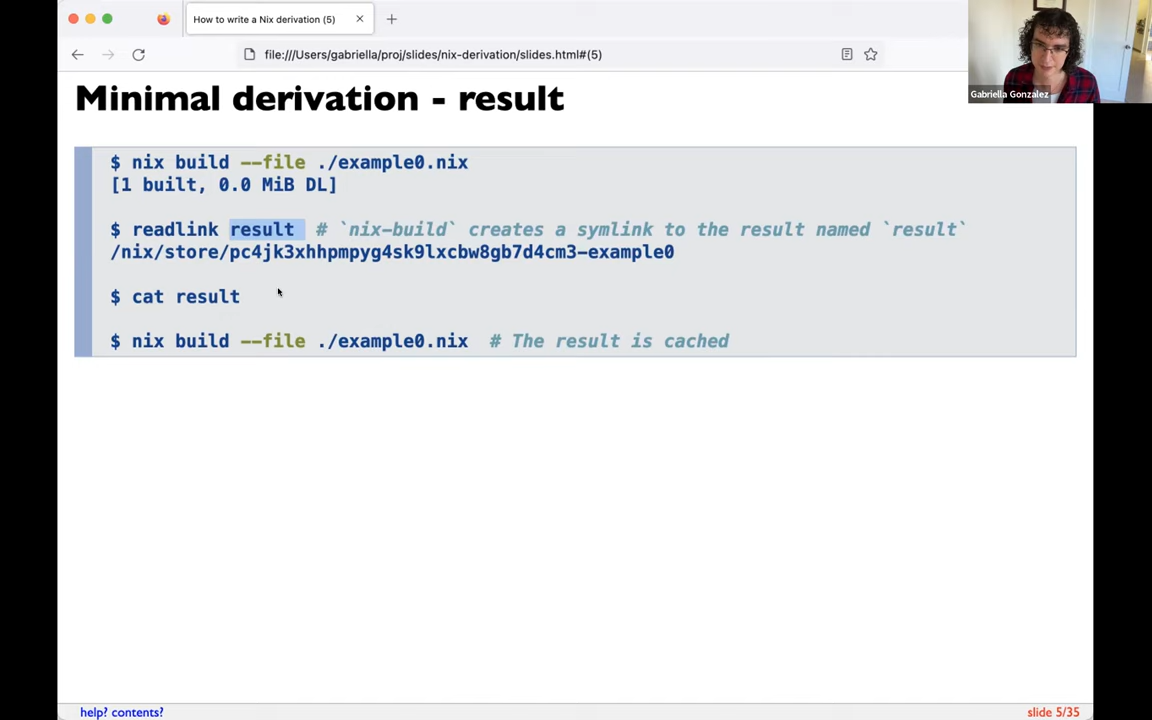 How to write a Nix derivation (5)
file:///Users/gabriella/proj/slides/nix-derivation/slides.html#(5)
Gabriella Gonzalez
Minimal derivation - result
$ nix build --file ./example0.nix
[1 built, 0.0 MiB DL]
$ readlink result # `nix-build` creates a symlink to the result named `result`
/nix/store/pc4jk3xhhpmpyg4sk9lxcbw8gb7d4cm3-example0
$ cat result
$ nix build --file ./example0.nix # The result is cached
help? contents?
slide 5/35